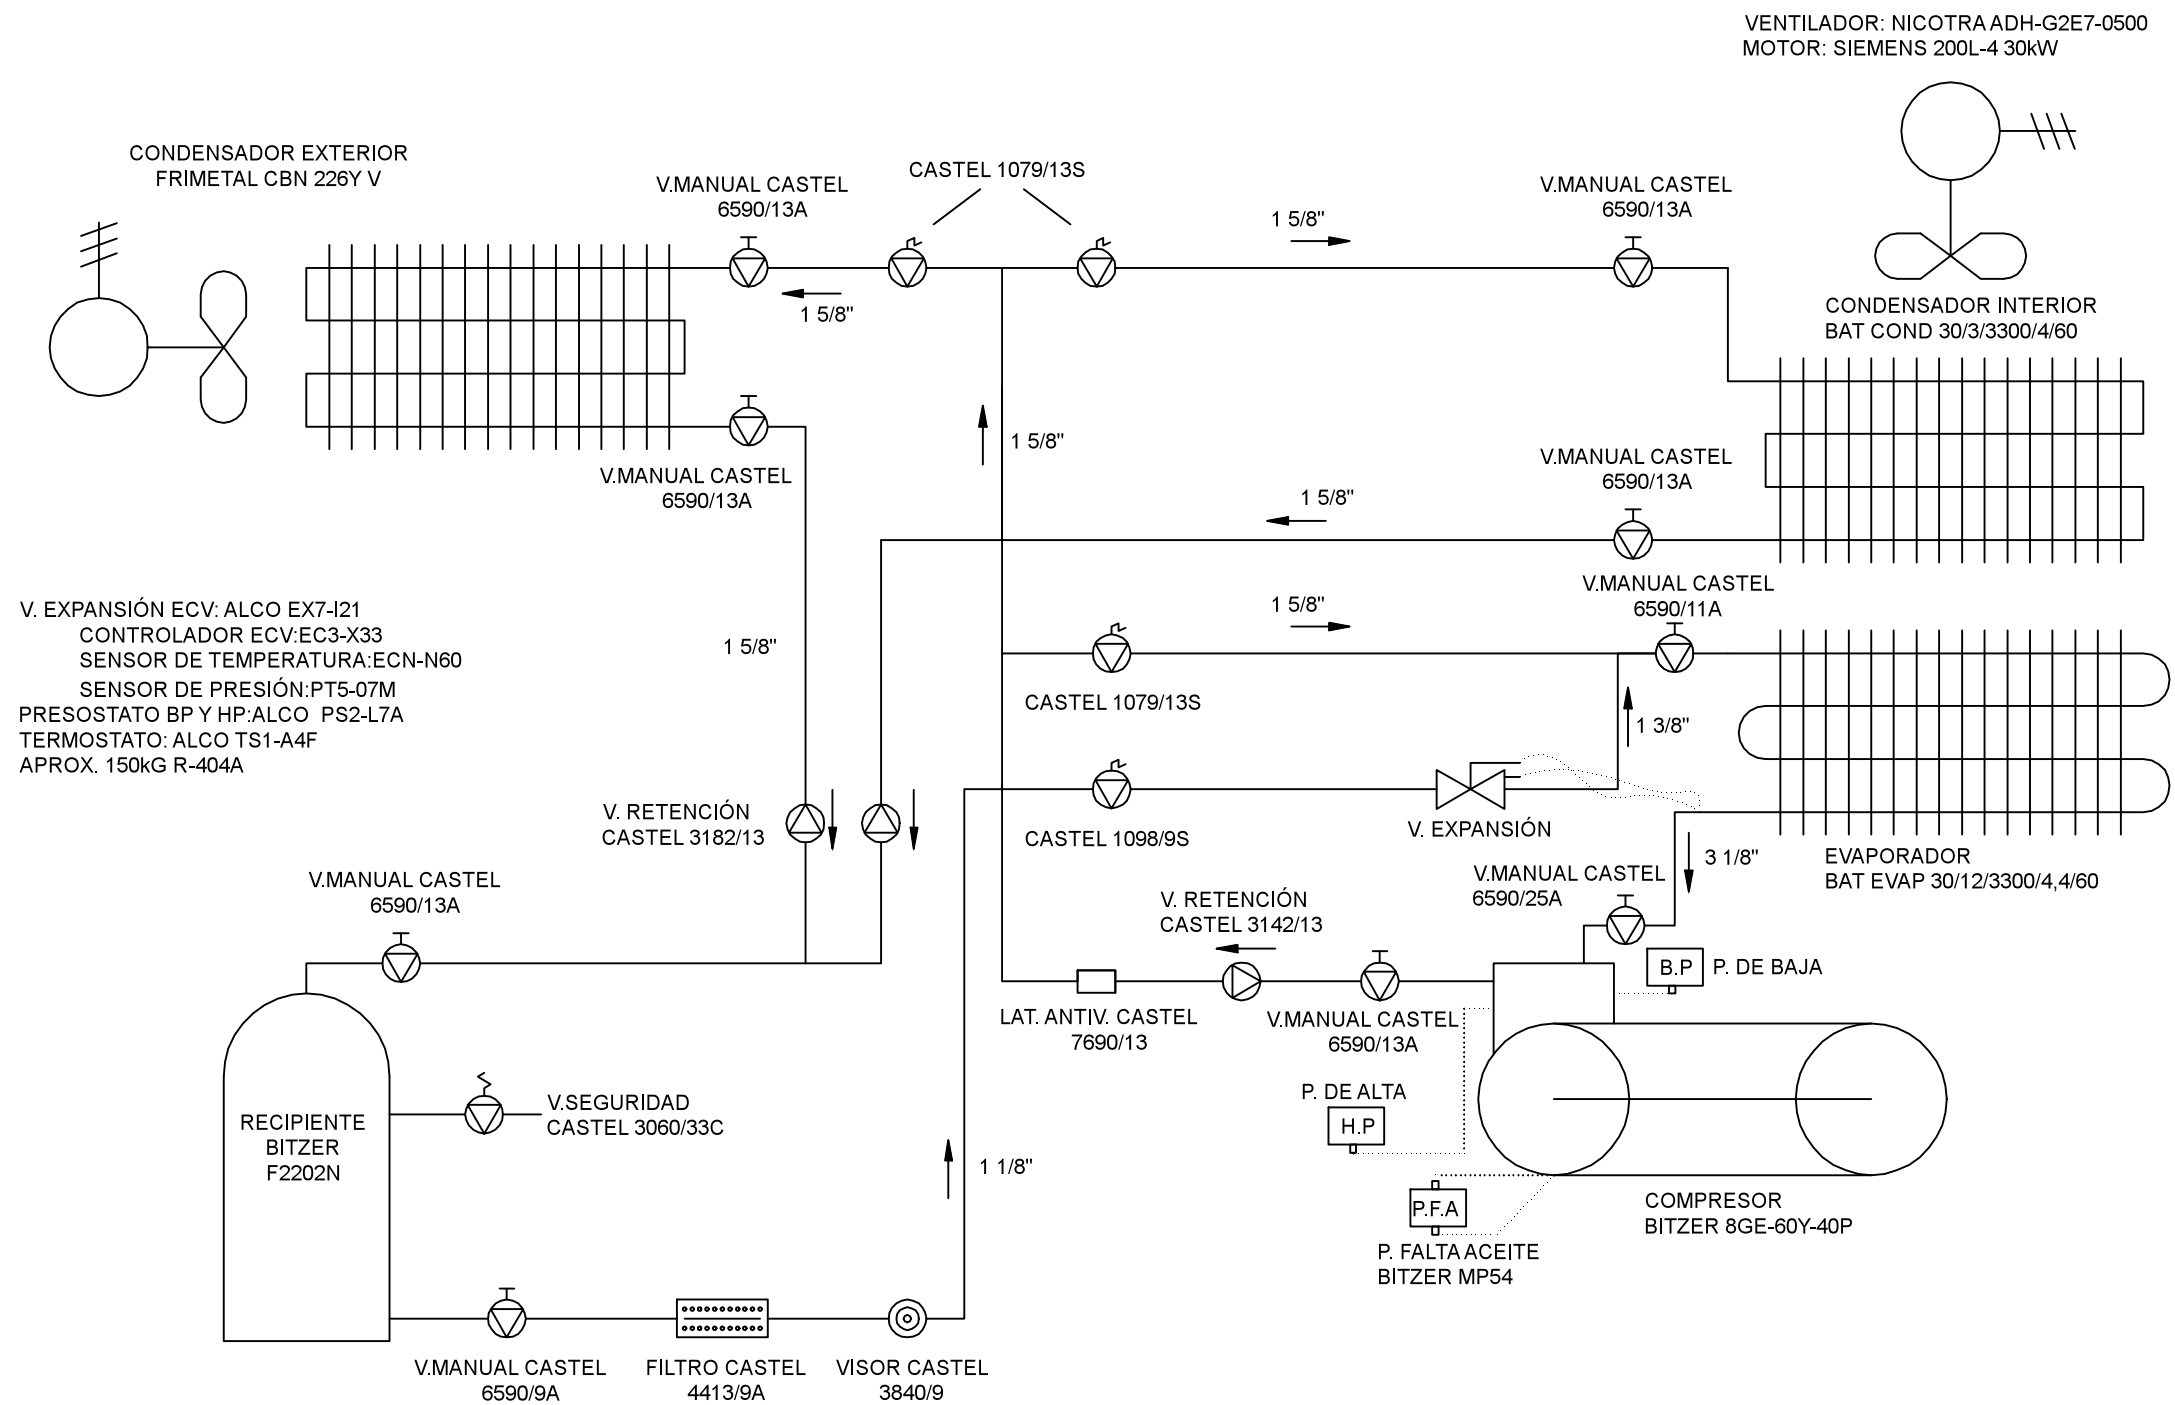 VENTILADOR: NICOTRA ADH-G2E7-0500
MOTOR: SIEMENS 200L-4 30kW
CONDENSADOR EXTERIOR
FRIMETAL CBN 226Y V
V.MANUAL CASTEL
6590/13A
CASTEL 1079/13S
1 5/8"
V.MANUAL CASTEL
6590/13A
1 5/8"
CONDENSADOR INTERIOR
BAT COND 30/3/3300/4/60
1 5/8"
V.MANUAL CASTEL
6590/13A
V.MANUAL CASTEL
6590/13A
1 5/8"
V.MANUAL CASTEL
6590/11A
1 5/8"
V. EXPANSIÓN ECV: ALCO EX7-I21
CONTROLADOR ECV:EC3-X33
SENSOR DE TEMPERATURA:ECN-N60
SENSOR DE PRESIÓN:PT5-07M
PRESOSTATO BP Y HP:ALCO  PS2-L7A
TERMOSTATO: ALCO TS1-A4F
APROX. 150kG R-404A
1 5/8"
CASTEL 1079/13S
1 3/8"
V. RETENCIÓN
CASTEL 3182/13
CASTEL 1098/9S
V. EXPANSIÓN
3 1/8"
EVAPORADOR
BAT EVAP 30/12/3300/4,4/60
V.MANUAL CASTEL
6590/13A
V. RETENCIÓN
CASTEL 3142/13
V.MANUAL CASTEL
6590/25A
B.P
P. DE BAJA
LAT. ANTIV. CASTEL
7690/13
V.MANUAL CASTEL
6590/13A
P. DE ALTA
H.P
RECIPIENTE
BITZER
F2202N
V.SEGURIDAD
CASTEL 3060/33C
1 1/8"
P.F.A
P. FALTA ACEITE
BITZER MP54
COMPRESOR
BITZER 8GE-60Y-40P
V.MANUAL CASTEL
6590/9A
FILTRO CASTEL
4413/9A
VISOR CASTEL
3840/9